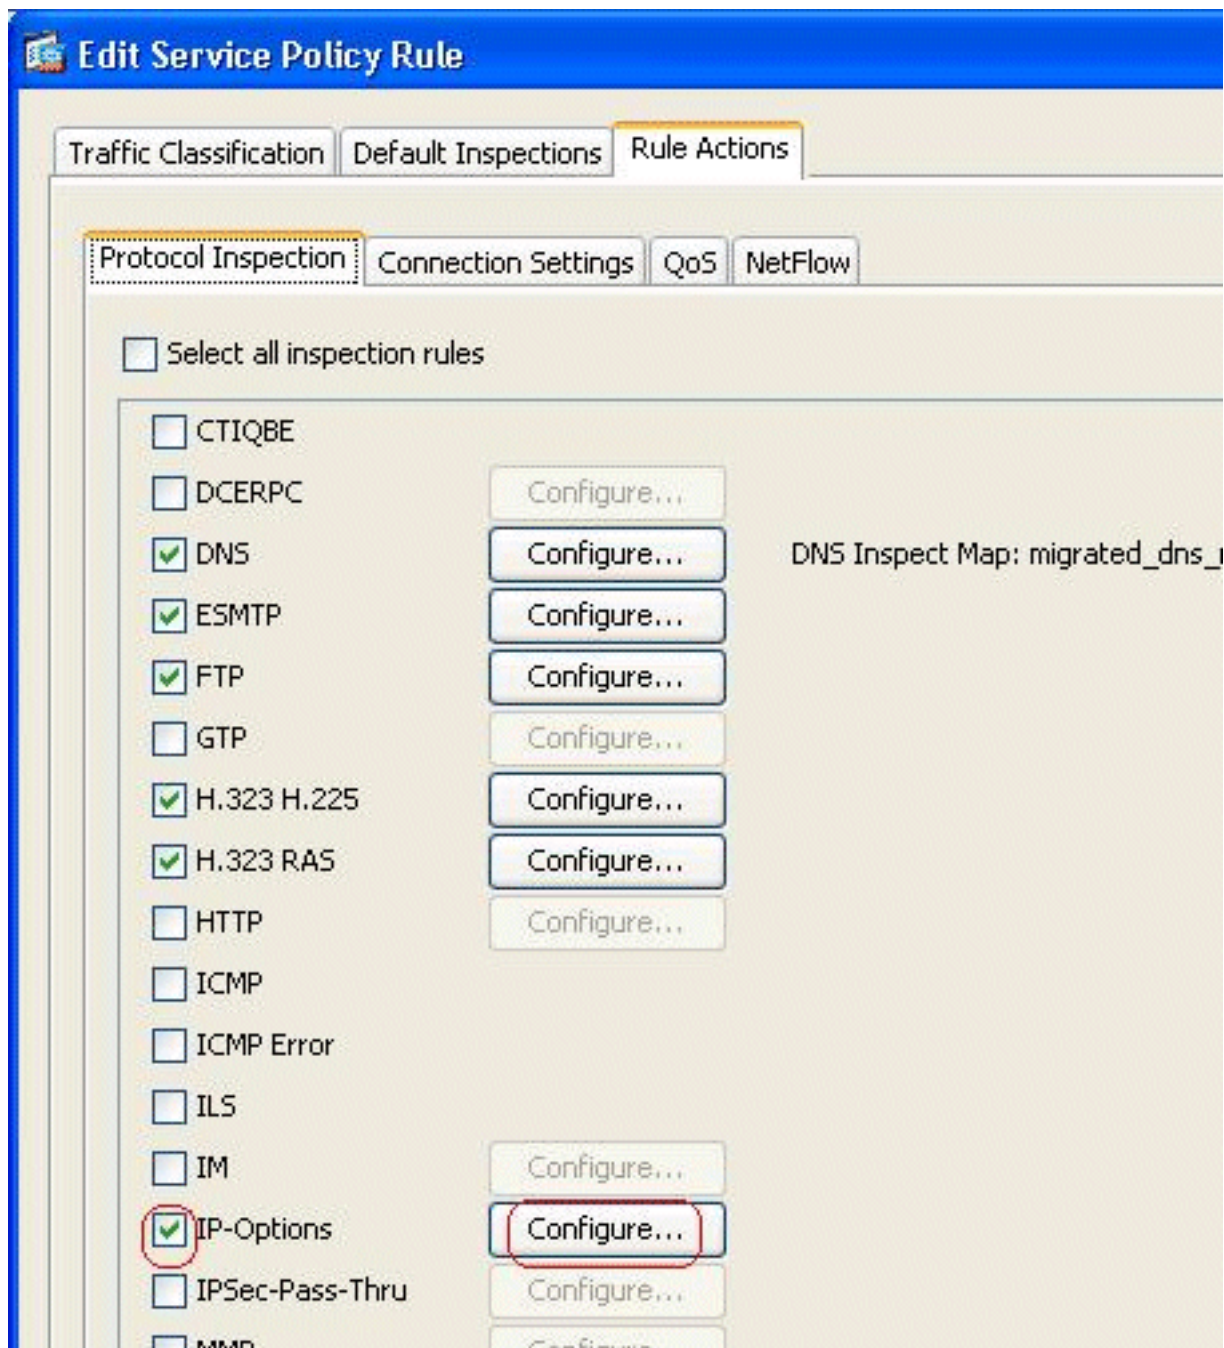 Edit Service Policy Rule
Traffic Classification Default Inspections Rule Actions
Protocol Inspection Connection Settings QoS NetFlow
Select all inspection rules
CTIQBE
DCERPC Configure...
DNS Configure... DNS Inspect Map: migrated_dns_
ESMTP Configure...
FTP Configure...
GTP Configure...
H.323 H.225 Configure...
H.323 RAS Configure...
HTTP Configure...
ICMP
ICMP Error
ILS
IM Configure...
IP-Options Configure...
IPSec-Pass-Thru Configure...
MMP Configure...